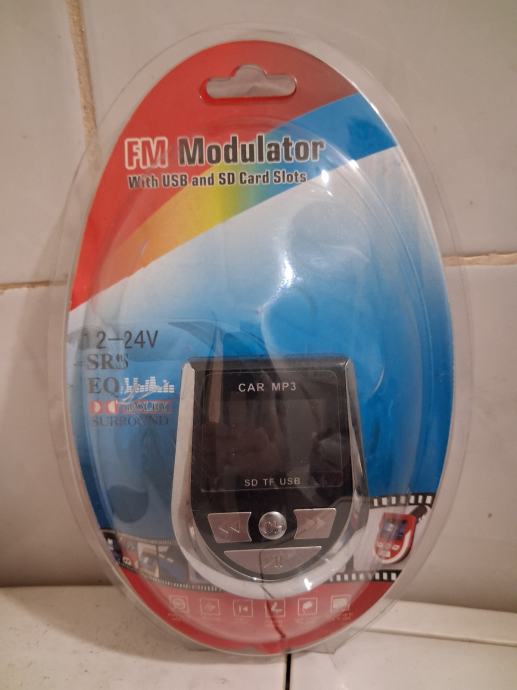 FM Modulator
With USB and SD Card Slots
12-24V
SRS
EQ
SURROUND
CAR MP3
SD TF USB